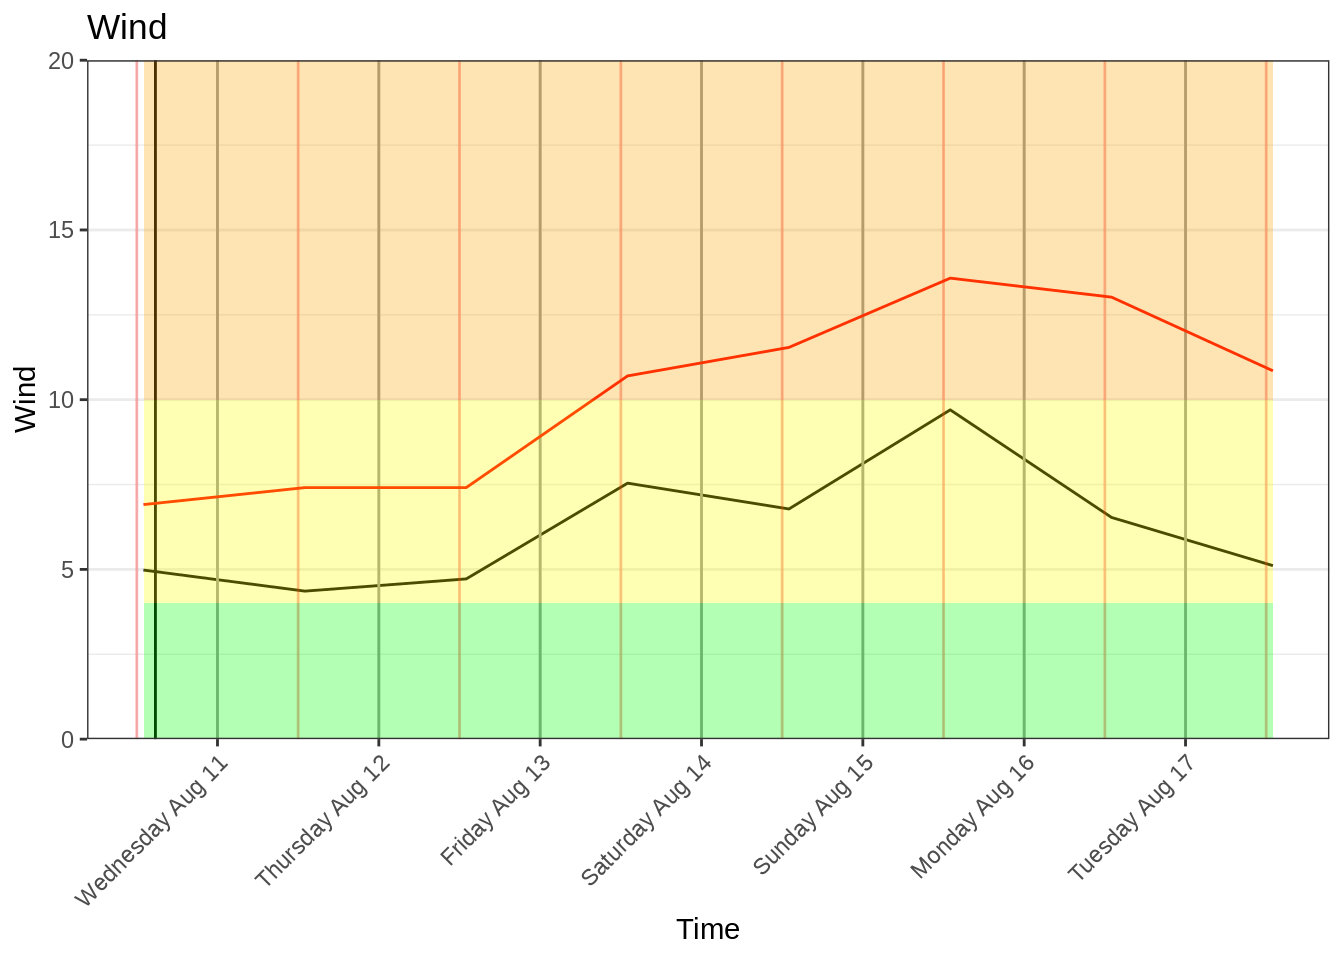 Wind
20
15
10
5
0
Wind
Wednesday Aug 11
Thursday Aug 12
Friday Aug 13
Saturday Aug 14
Sunday Aug 15
Monday Aug 16
Tuesday Aug 17
Time